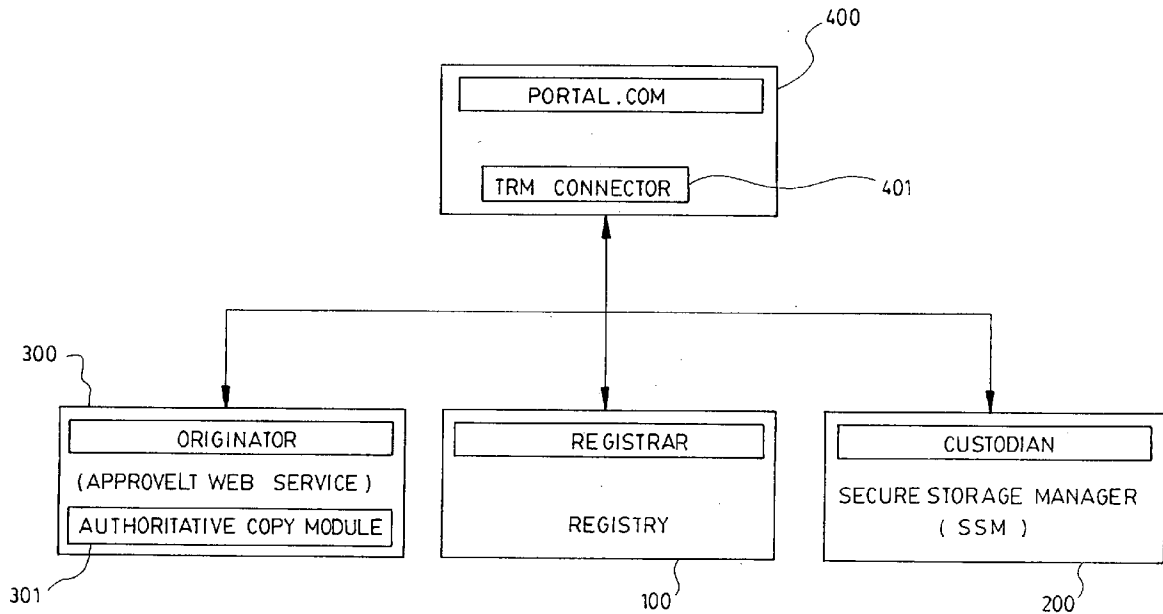 400
PORTAL.COM
TRM CONNECTOR
401
300
ORIGINATOR
(APPROVELT WEB SERVICE)
AUTHORITATIVE COPY MODULE
301
REGISTRAR
REGISTRY
100
CUSTODIAN
SECURE STORAGE MANAGER
( SSM )
200